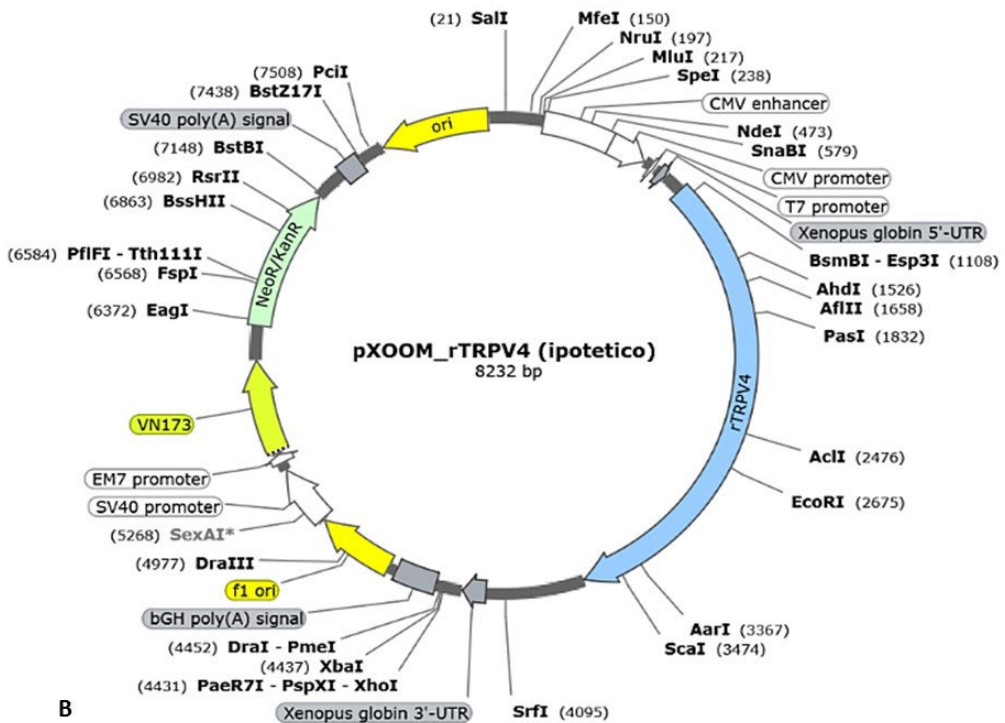 (21) SalI
MfeI (150)
NruI (197)
MluI (217)
SpeI (238)
CMV enhancer
NdeI (473)
SnaBI (579)
CMV promoter
T7 promoter
Xenopus globin 5'-UTR
BsmBI - Esp3I (1108)
AhdI (1526)
AflII (1658)
PasI (1832)
rTRPV4
AclI (2476)
EcoRI (2675)
AarI (3367)
ScaI (3474)
SrfI (4095)
Xenopus globin 3'-UTR
(4431) PaeR7I - PspXI - XhoI
(4437) XbaI
(4452) DraI - PmeI
bGH poly(A) signal
f1 ori
(4977) DraIII
(5268) SexAI*
SV40 promoter
EM7 promoter
VN173
(6372) EagI
(6568) FspI
(6584) PflFI - Tth111I
NeoR/KanR
(6863) BssHII
(6982) RsrII
(7148) BstBI
SV40 poly(A) signal
(7438) BstZ17I
(7508) PciI
ori
pXOOM_rTRPV4 (ipotetico)
8232 bp
B